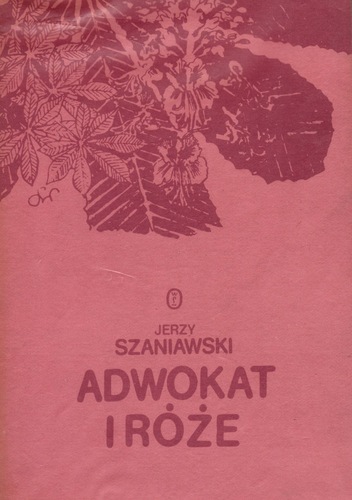 JERZY
SZANIAWSKI
ADWOKAT
I RÓŻE